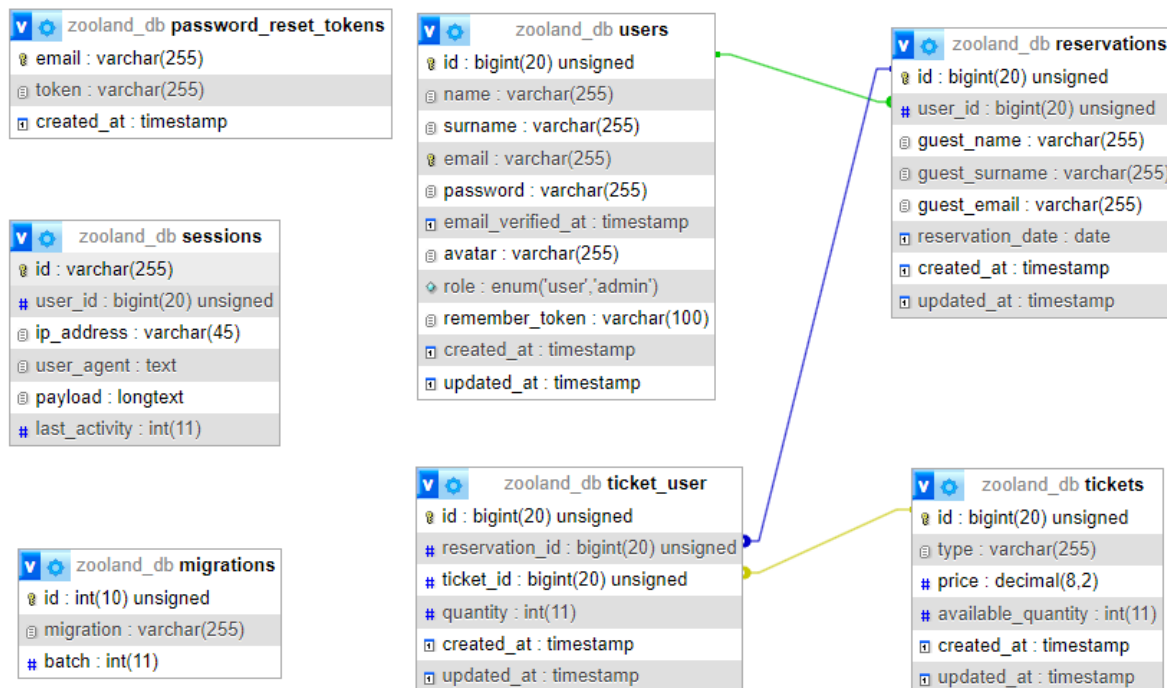 zooland_db password_reset_tokens
email : varchar(255)
token : varchar(255)
created_at : timestamp
zooland_db users
id : bigint(20) unsigned
name : varchar(255)
surname : varchar(255)
email : varchar(255)
password : varchar(255)
email_verified_at : timestamp
avatar : varchar(255)
role : enum('user','admin')
remember_token : varchar(100)
created_at : timestamp
updated_at : timestamp
zooland_db reservations
id : bigint(20) unsigned
# user_id : bigint(20) unsigned
guest_name : varchar(255)
guest_surname : varchar(255)
guest_email : varchar(255)
reservation_date : date
created_at : timestamp
updated_at : timestamp
zooland_db sessions
id : varchar(255)
# user_id : bigint(20) unsigned
ip_address : varchar(45)
user_agent : text
payload : longtext
# last_activity : int(11)
zooland_db ticket_user
id : bigint(20) unsigned
# reservation_id : bigint(20) unsigned
# ticket_id : bigint(20) unsigned
# quantity : int(11)
created_at : timestamp
updated_at : timestamp
zooland_db tickets
id : bigint(20) unsigned
type : varchar(255)
# price : decimal(8,2)
# available_quantity : int(11)
created_at : timestamp
updated_at : timestamp
zooland_db migrations
id : int(10) unsigned
migration : varchar(255)
# batch : int(11)